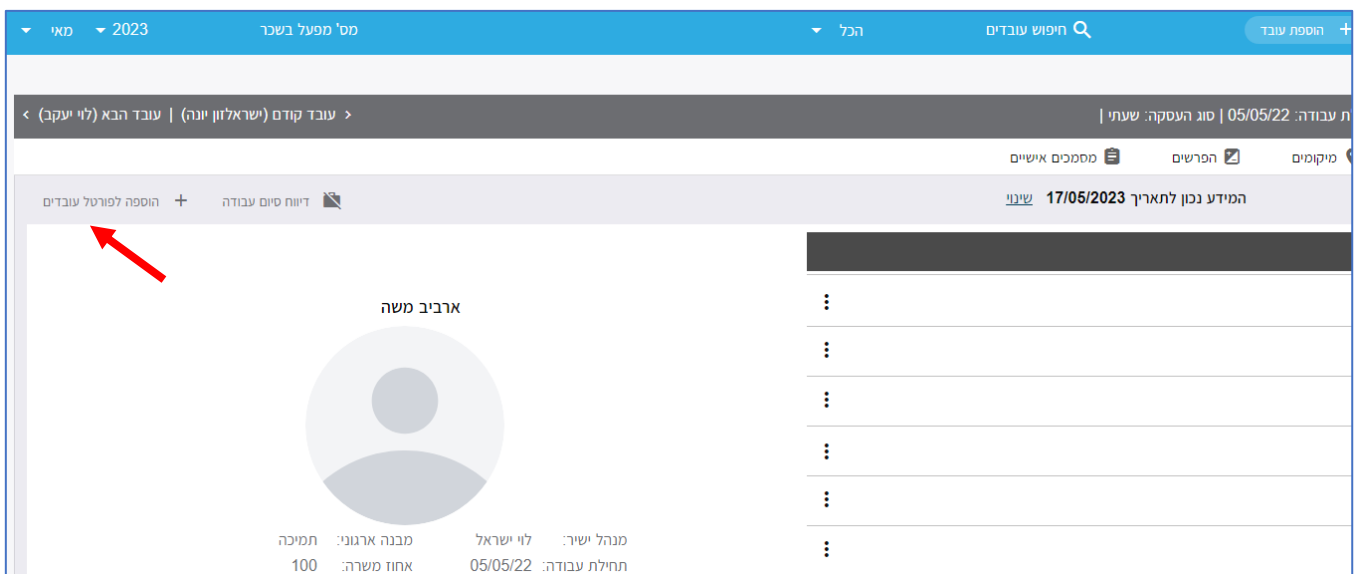 הוספת עובד חיפוש עובדים הכל מס' מפעל בשכר 2023 מאי
עבודה: 05/05/22 | סוג העסקה: שעתי | עובד קודם (ישראלזון יונה) | עובד הבא (לוי יעקב)
מיקומים הפרשים מסמכים אישיים
המידע נכון לתאריך 17/05/2023 שינוי דיווח סיום עבודה הוספה לפורטל עובדים
ארביב משה
מנהל ישיר: לוי ישראל מבנה ארגוני: תמיכה
תחילת עבודה: 05/05/22 אחוז משרה: 100